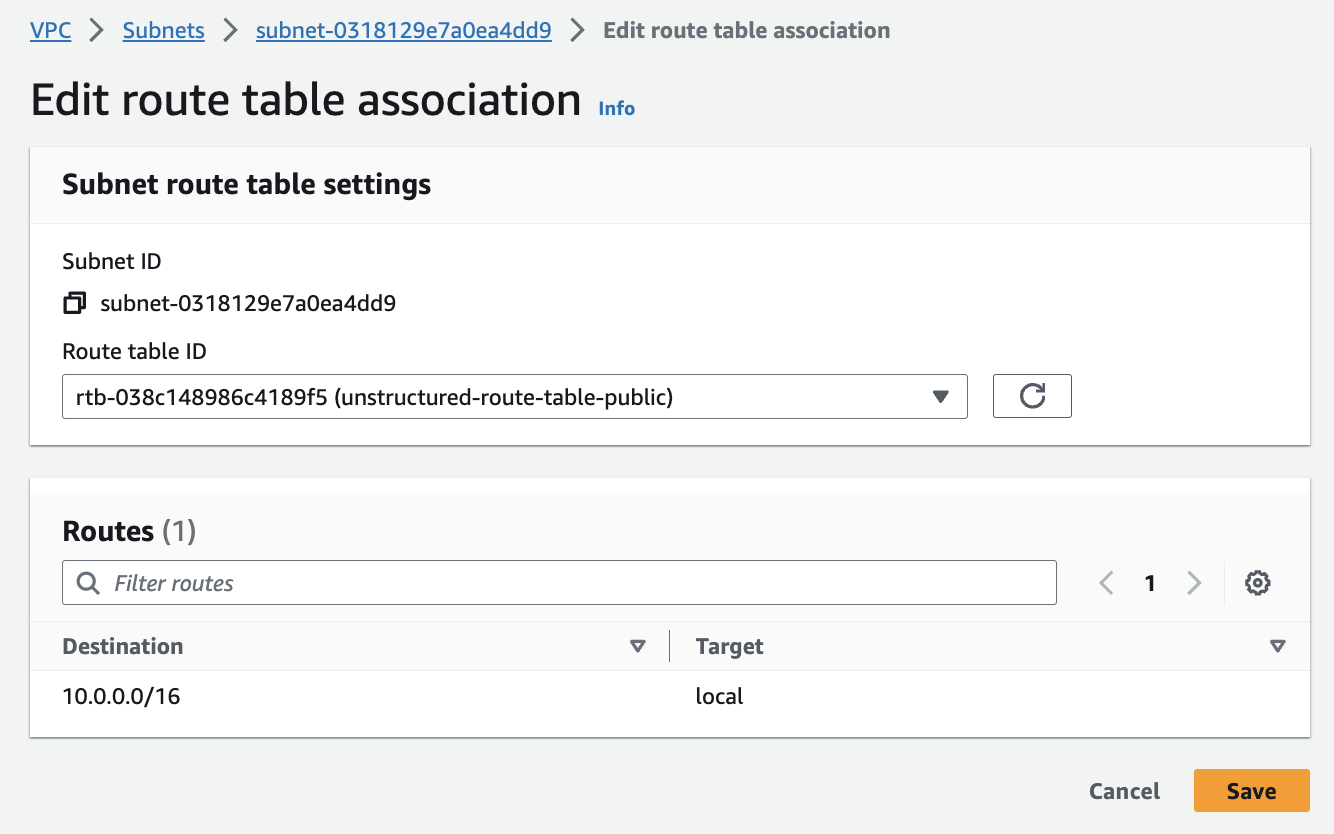 VPC > Subnets > subnet-0318129e7a0ea4dd9 > Edit route table association
Edit route table association Info
Subnet route table settings
Subnet ID
subnet-0318129e7a0ea4dd9
Route table ID
rtb-038c148986c4189f5 (unstructured-route-table-public)
Routes (1)
Filter routes
1
Destination Target
10.0.0.0/16 local
Cancel Save